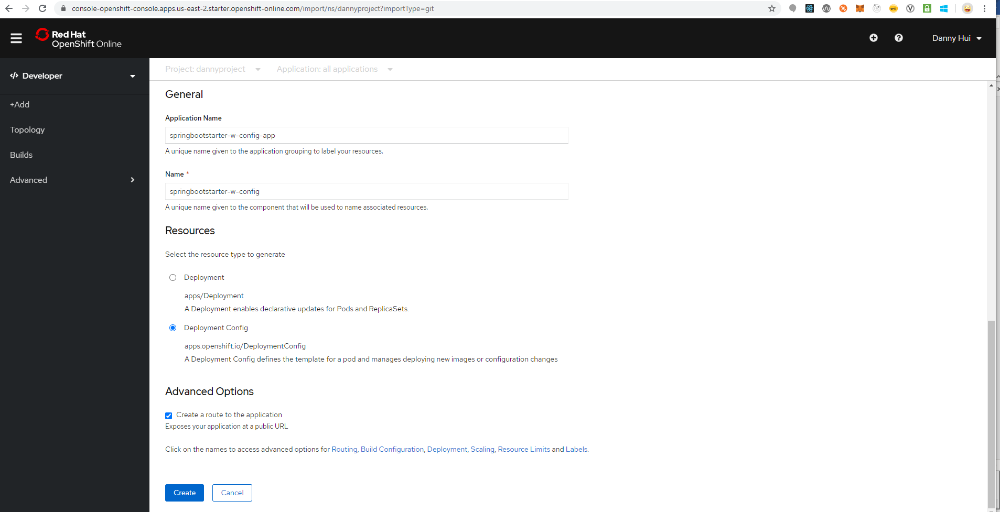 console-openshift-console.apps.us-east-2.starter.openshift-online.com/import/ns/dannyproject?importType=git
Red Hat
OpenShift Online
Danny Hui
Developer
Project: dannyproject
Application: all applications
+Add
Topology
Builds
Advanced
General
Application Name
springbootstarter-w-config-app
A unique name given to the application grouping to label your resources.
Name *
springbootstarter-w-config
A unique name given to the component that will be used to name associated resources.
Resources
Select the resource type to generate
Deployment
apps/Deployment
A Deployment enables declarative updates for Pods and ReplicaSets.
Deployment Config
apps.openshift.io/DeploymentConfig
A Deployment Config defines the template for a pod and manages deploying new images or configuration changes
Advanced Options
Create a route to the application
Exposes your application at a public URL
Click on the names to access advanced options for Routing, Build Configuration, Deployment, Scaling, Resource Limits and Labels.
Create
Cancel